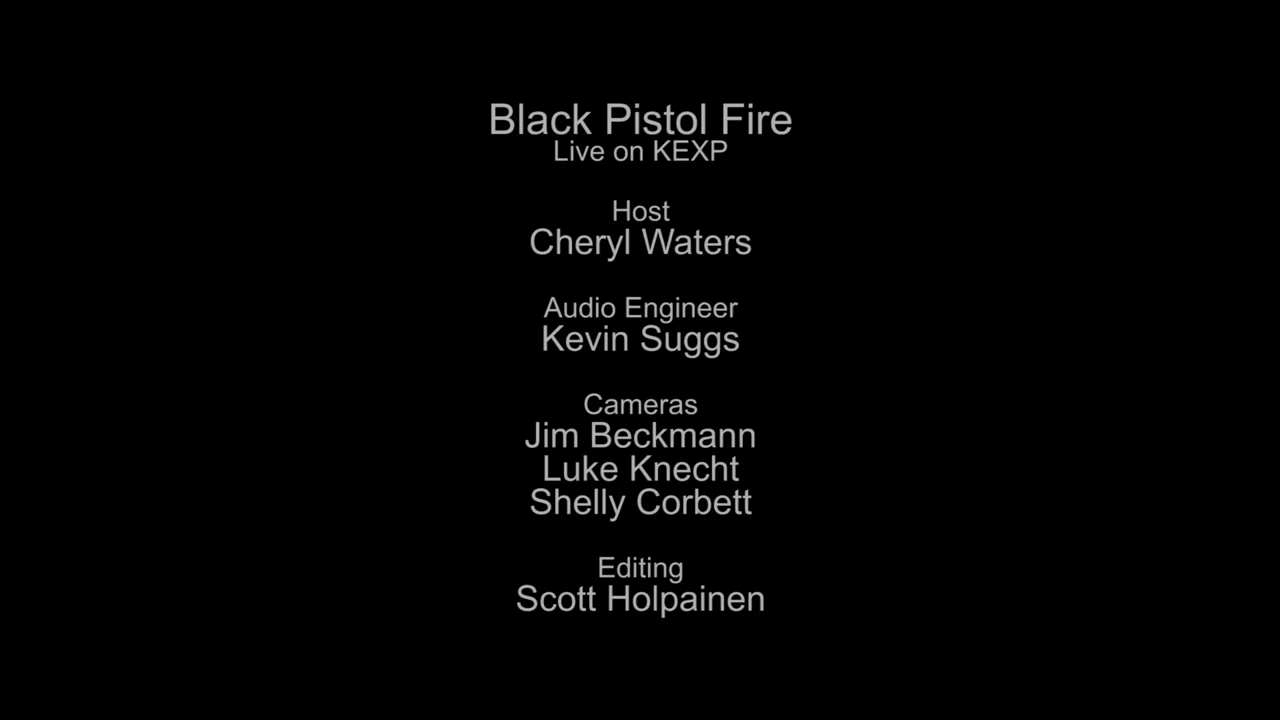 Black Pistol Fire
Live on KEXP
Host
Cheryl Waters
Audio Engineer
Kevin Suggs
Cameras
Jim Beckmann
Luke Knecht
Shelly Corbett
Editing
Scott Holpainen